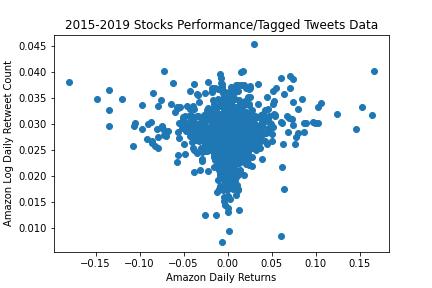 2015-2019 Stocks Performance/Tagged Tweets Data
Amazon Log Daily Retweet Count
0.045
0.040
0.035
0.030
0.025
0.020
0.015
0.010
−0.15 −0.10 −0.05 0.00 0.05 0.10 0.15
Amazon Daily Returns